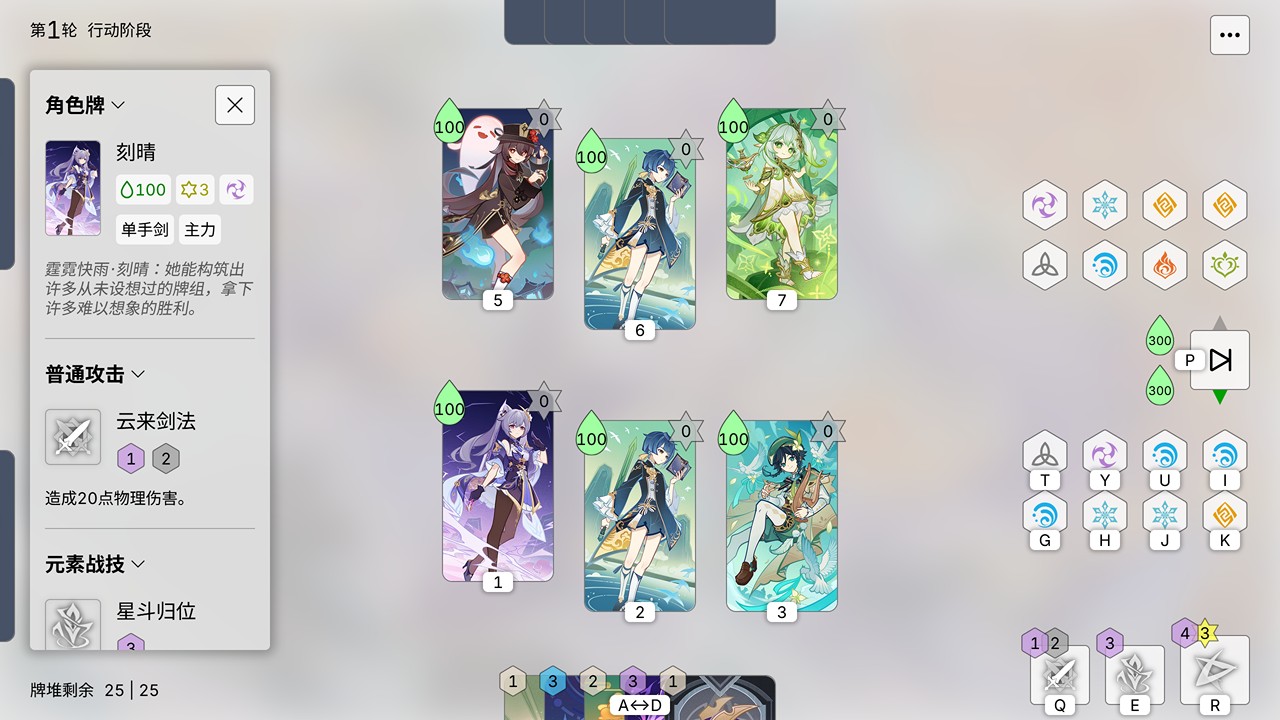 第1轮 行动阶段
角色牌
刻晴
100 3
单手剑 主力
霆霓快雨·刻晴：她能构筑出
许多从未设想过的牌组，拿下
许多难以想象的胜利。
普通攻击
云来剑法
1 2
造成20点物理伤害。
元素战技
星斗归位
3
牌堆剩余 25 | 25
100 0 100 0 100 0
5 6 7
100 0 100 0 100 0
1 2 3
1 3 2 3 1
A↔D
300
P
300
T Y U I
G H J K
1 2 3 4 3
Q E R